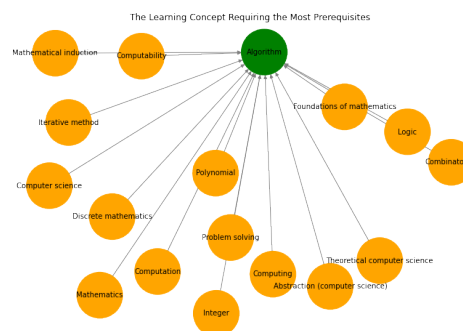 The Learning Concept Requiring the Most Prerequisites
Mathematical induction
Computability
Algorithm
Foundations of mathematics
Iterative method
Logic
Combinato
Polynomial
Computer science
Discrete mathematics
Problem solving
Theoretical computer science
Computation
Computing
Abstraction (computer science)
Mathematics
Integer